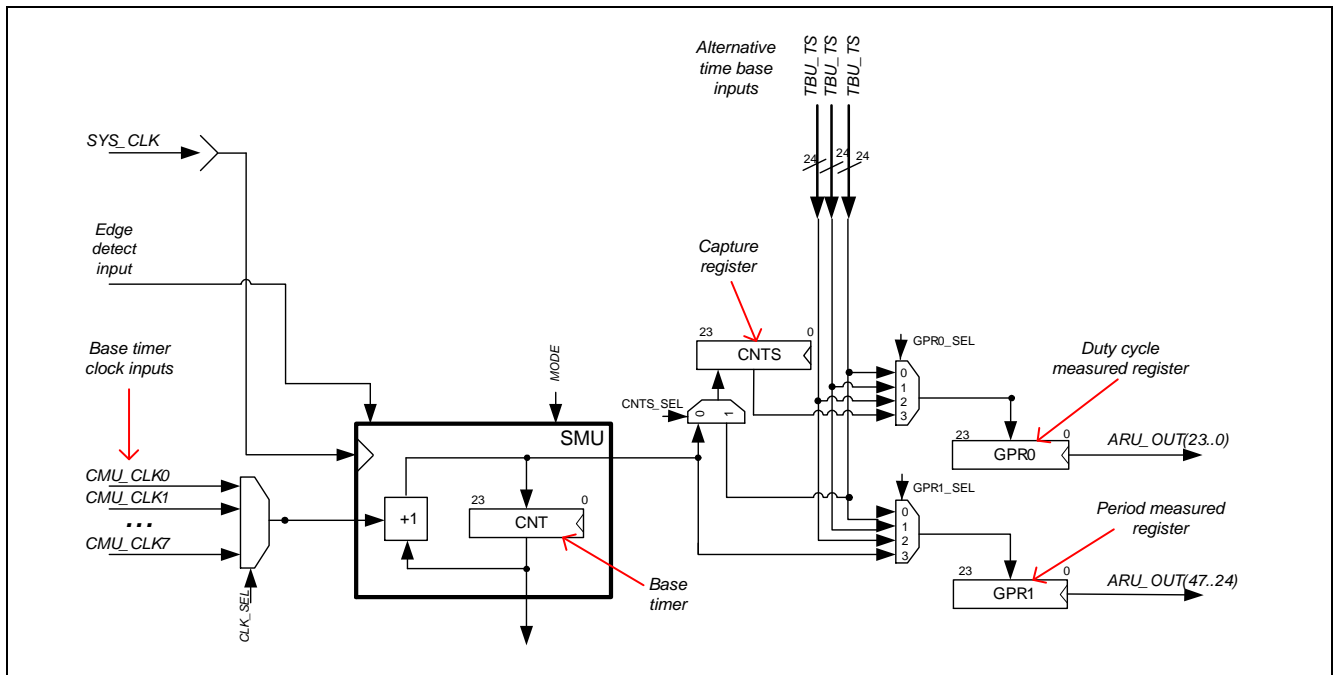 Alternative
time base
inputs
TBU_TS
TBU_TS
TBU_TS
24
24
24
SYS_CLK
Edge
detect
input
Base timer
clock inputs
CMU_CLK0
CMU_CLK1
...
CMU_CLK7
CLK_SEL
MODE
SMU
+1
23
0
CNT
Base
timer
Capture
register
23
0
CNTS
CNTS_SEL
0
1
GPR0_SEL
0
1
2
3
Duty cycle
measured register
23
0
GPR0
ARU_OUT(23..0)
GPR1_SEL
0
1
2
3
Period measured
register
23
0
GPR1
ARU_OUT(47..24)